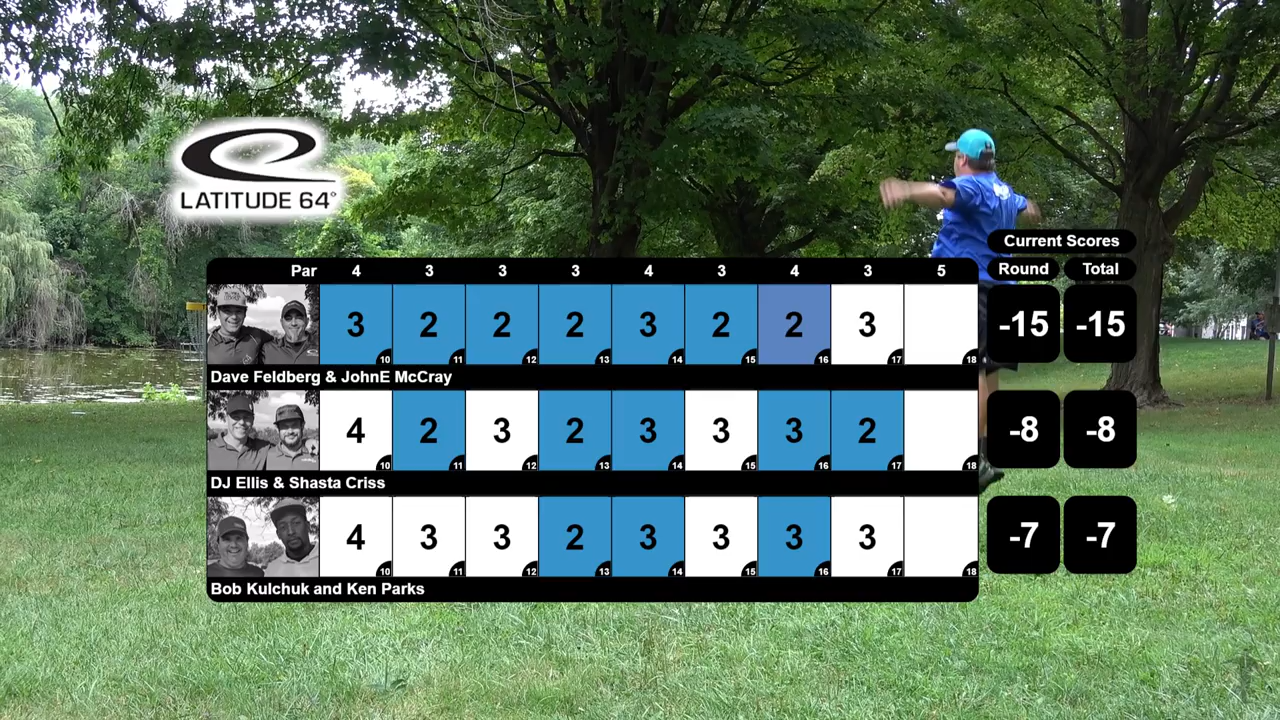 LATITUDE 64°
Current Scores
Par 4 3 3 3 4 3 4 3 5 Round Total
3 2 2 2 3 2 2 3 -15 -15
10 11 12 13 14 15 16 17 18
Dave Feldberg & JohnE McCray
4 2 3 2 3 3 3 2 -8 -8
10 11 12 13 14 15 16 17 18
DJ Ellis & Shasta Criss
4 3 3 2 3 3 3 3 -7 -7
10 11 12 13 14 15 16 17 18
Bob Kulchuk and Ken Parks